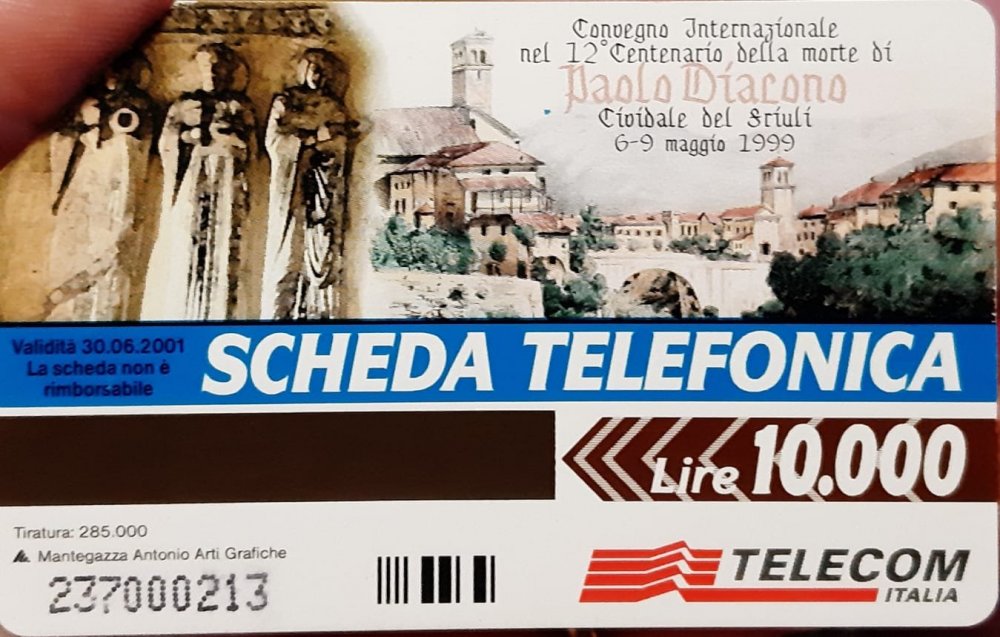 Convegno Internazionale
nel 12°Centenario della morte di
Paolo Diacono
Cividale del Friuli
6-9 maggio 1999
Validità 30.06.2001
La scheda non è
rimborsabile
SCHEDA TELEFONICA
Lire 10.000
Tiratura: 285.000
Mantegazza Antonio Arti Grafiche
237000213
TELECOM
ITALIA